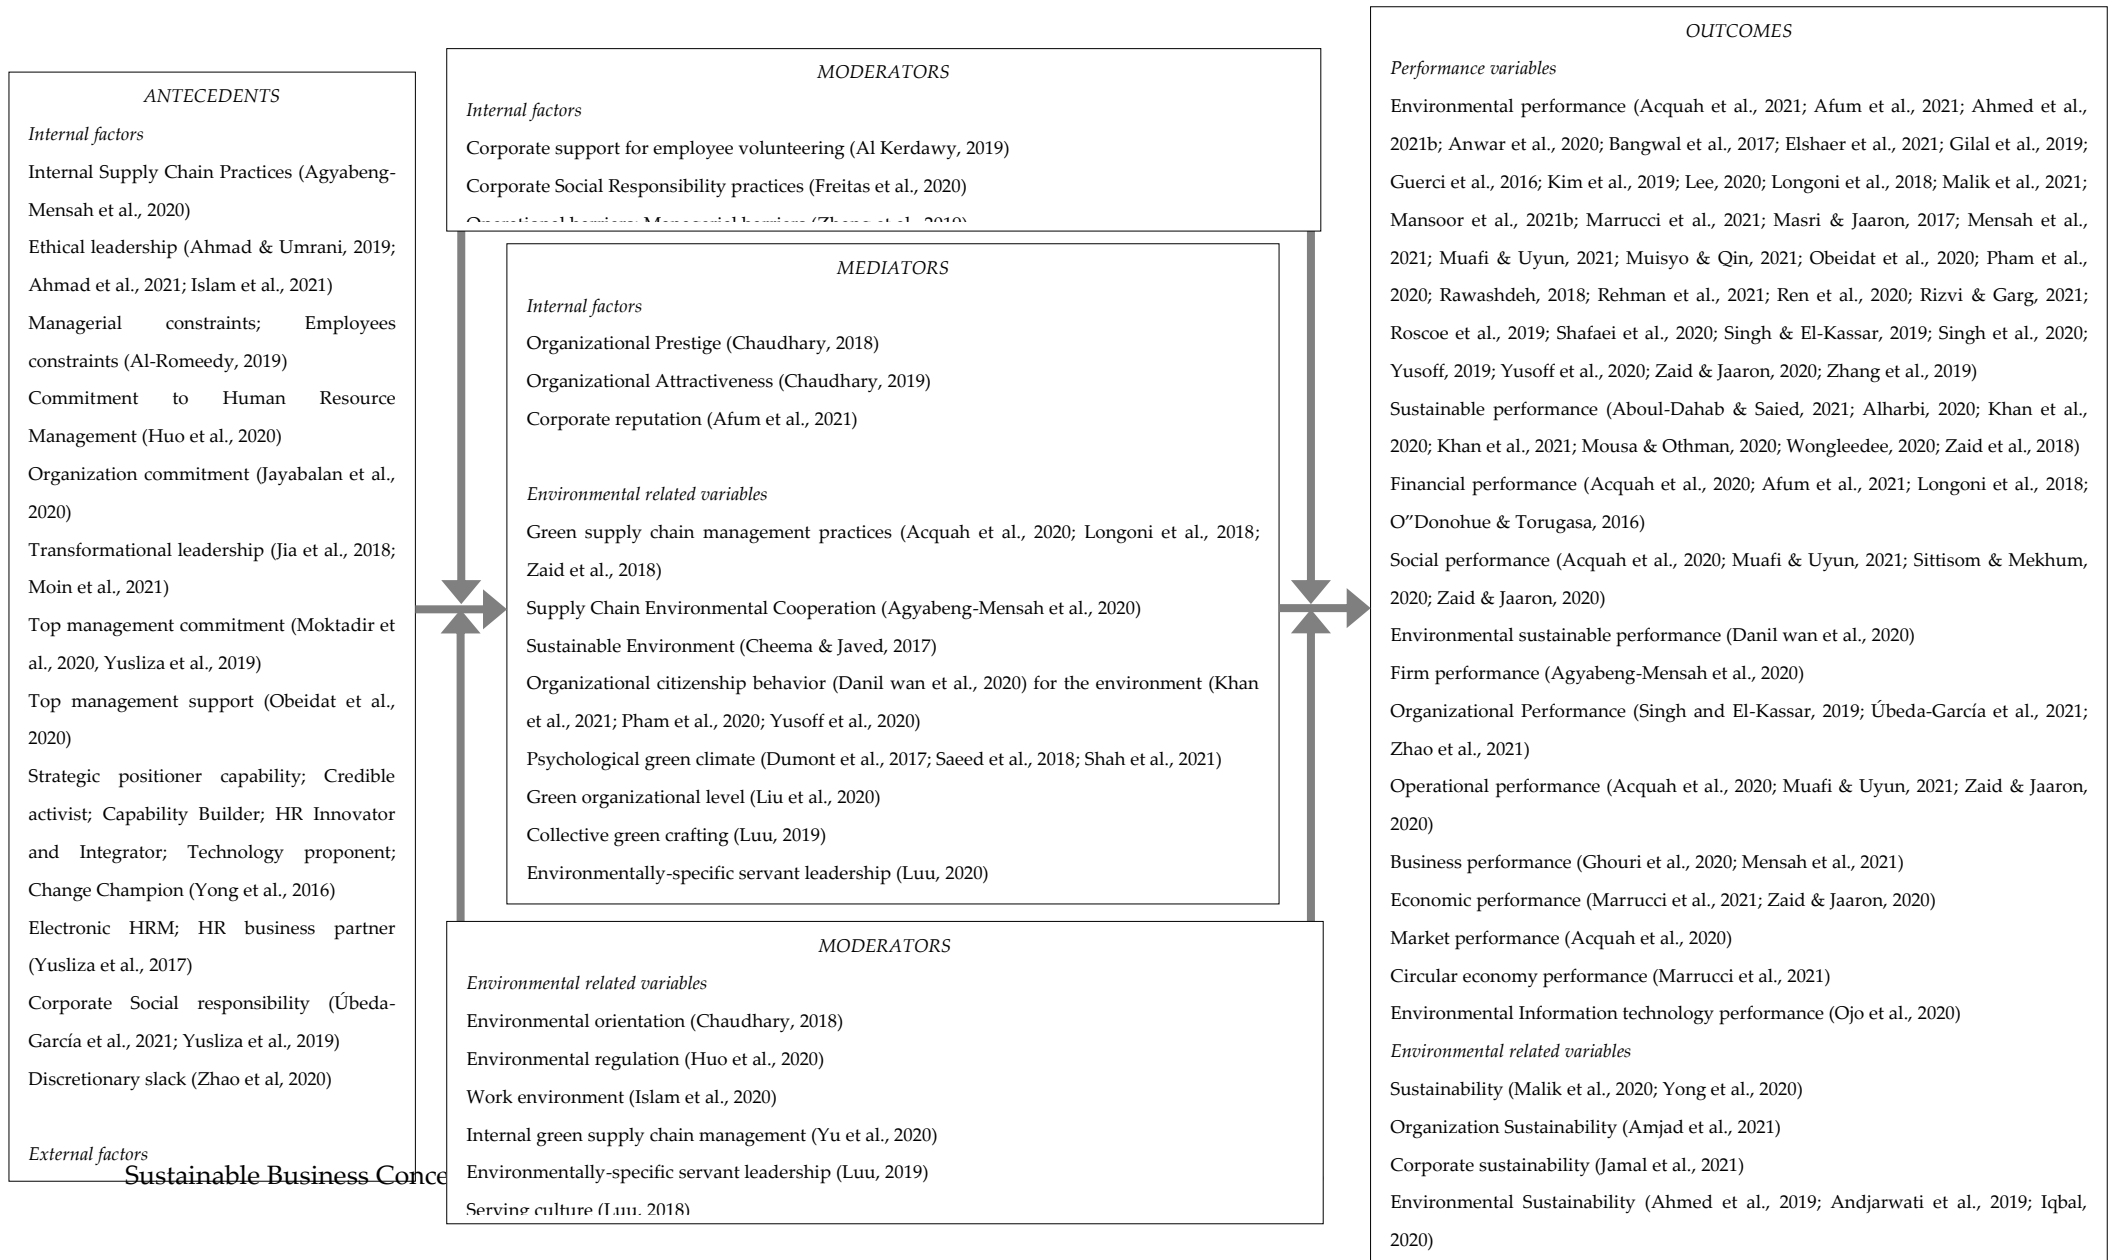 ANTECEDENTS
Internal factors
Internal Supply Chain Practices (Agyabeng-
Mensah et al., 2020)
Ethical leadership (Ahmad & Umrani, 2019;
Ahmad et al., 2021; Islam et al., 2021)
Managerial constraints; Employees
constraints (Al-Romeedy, 2019)
Commitment to Human Resource
Management (Huo et al., 2020)
Organization commitment (Jayabalan et al.,
2020)
Transformational leadership (Jia et al., 2018;
Moin et al., 2021)
Top management commitment (Moktadir et
al., 2020, Yusliza et al., 2019)
Top management support (Obeidat et al.,
2020)
Strategic positioner capability; Credible
activist; Capability Builder; HR Innovator
and Integrator; Technology proponent;
Change Champion (Yong et al., 2016)
Electronic HRM; HR business partner
(Yusliza et al., 2017)
Corporate Social responsibility (Úbeda-
García et al., 2021; Yusliza et al., 2019)
Discretionary slack (Zhao et al, 2020)
External factors
Sustainable Business Conce
MODERATORS
Internal factors
Corporate support for employee volunteering (Al Kerdawy, 2019)
Corporate Social Responsibility practices (Freitas et al., 2020)
Operational barriers; Managerial barriers (Zhang et al., 2019)
MEDIATORS
Internal factors
Organizational Prestige (Chaudhary, 2018)
Organizational Attractiveness (Chaudhary, 2019)
Corporate reputation (Afum et al., 2021)
Environmental related variables
Green supply chain management practices (Acquah et al., 2020; Longoni et al., 2018;
Zaid et al., 2018)
Supply Chain Environmental Cooperation (Agyabeng-Mensah et al., 2020)
Sustainable Environment (Cheema & Javed, 2017)
Organizational citizenship behavior (Danil wan et al., 2020) for the environment (Khan
et al., 2021; Pham et al., 2020; Yusoff et al., 2020)
Psychological green climate (Dumont et al., 2017; Saeed et al., 2018; Shah et al., 2021)
Green organizational level (Liu et al., 2020)
Collective green crafting (Luu, 2019)
Environmentally-specific servant leadership (Luu, 2020)
MODERATORS
Environmental related variables
Environmental orientation (Chaudhary, 2018)
Environmental regulation (Huo et al., 2020)
Work environment (Islam et al., 2020)
Internal green supply chain management (Yu et al., 2020)
Environmentally-specific servant leadership (Luu, 2019)
Serving culture (Luu, 2018)
OUTCOMES
Performance variables
Environmental performance (Acquah et al., 2021; Afum et al., 2021; Ahmed et al.,
2021b; Anwar et al., 2020; Bangwal et al., 2017; Elshaer et al., 2021; Gilal et al., 2019;
Guerci et al., 2016; Kim et al., 2019; Lee, 2020; Longoni et al., 2018; Malik et al., 2021;
Mansoor et al., 2021b; Marrucci et al., 2021; Masri & Jaaron, 2017; Mensah et al.,
2021; Muafi & Uyun, 2021; Muisyo & Qin, 2021; Obeidat et al., 2020; Pham et al.,
2020; Rawashdeh, 2018; Rehman et al., 2021; Ren et al., 2020; Rizvi & Garg, 2021;
Roscoe et al., 2019; Shafaei et al., 2020; Singh & El-Kassar, 2019; Singh et al., 2020;
Yusoff, 2019; Yusoff et al., 2020; Zaid & Jaaron, 2020; Zhang et al., 2019)
Sustainable performance (Aboul-Dahab & Saied, 2021; Alharbi, 2020; Khan et al.,
2020; Khan et al., 2021; Mousa & Othman, 2020; Wongleedee, 2020; Zaid et al., 2018)
Financial performance (Acquah et al., 2020; Afum et al., 2021; Longoni et al., 2018;
O”Donohue & Torugasa, 2016)
Social performance (Acquah et al., 2020; Muafi & Uyun, 2021; Sittisom & Mekhum,
2020; Zaid & Jaaron, 2020)
Environmental sustainable performance (Danil wan et al., 2020)
Firm performance (Agyabeng-Mensah et al., 2020)
Organizational Performance (Singh and El-Kassar, 2019; Úbeda-García et al., 2021;
Zhao et al., 2021)
Operational performance (Acquah et al., 2020; Muafi & Uyun, 2021; Zaid & Jaaron,
2020)
Business performance (Ghouri et al., 2020; Mensah et al., 2021)
Economic performance (Marrucci et al., 2021; Zaid & Jaaron, 2020)
Market performance (Acquah et al., 2020)
Circular economy performance (Marrucci et al., 2021)
Environmental Information technology performance (Ojo et al., 2020)
Environmental related variables
Sustainability (Malik et al., 2020; Yong et al., 2020)
Organization Sustainability (Amjad et al., 2021)
Corporate sustainability (Jamal et al., 2021)
Environmental Sustainability (Ahmed et al., 2019; Andjarwati et al., 2019; Iqbal,
2020)